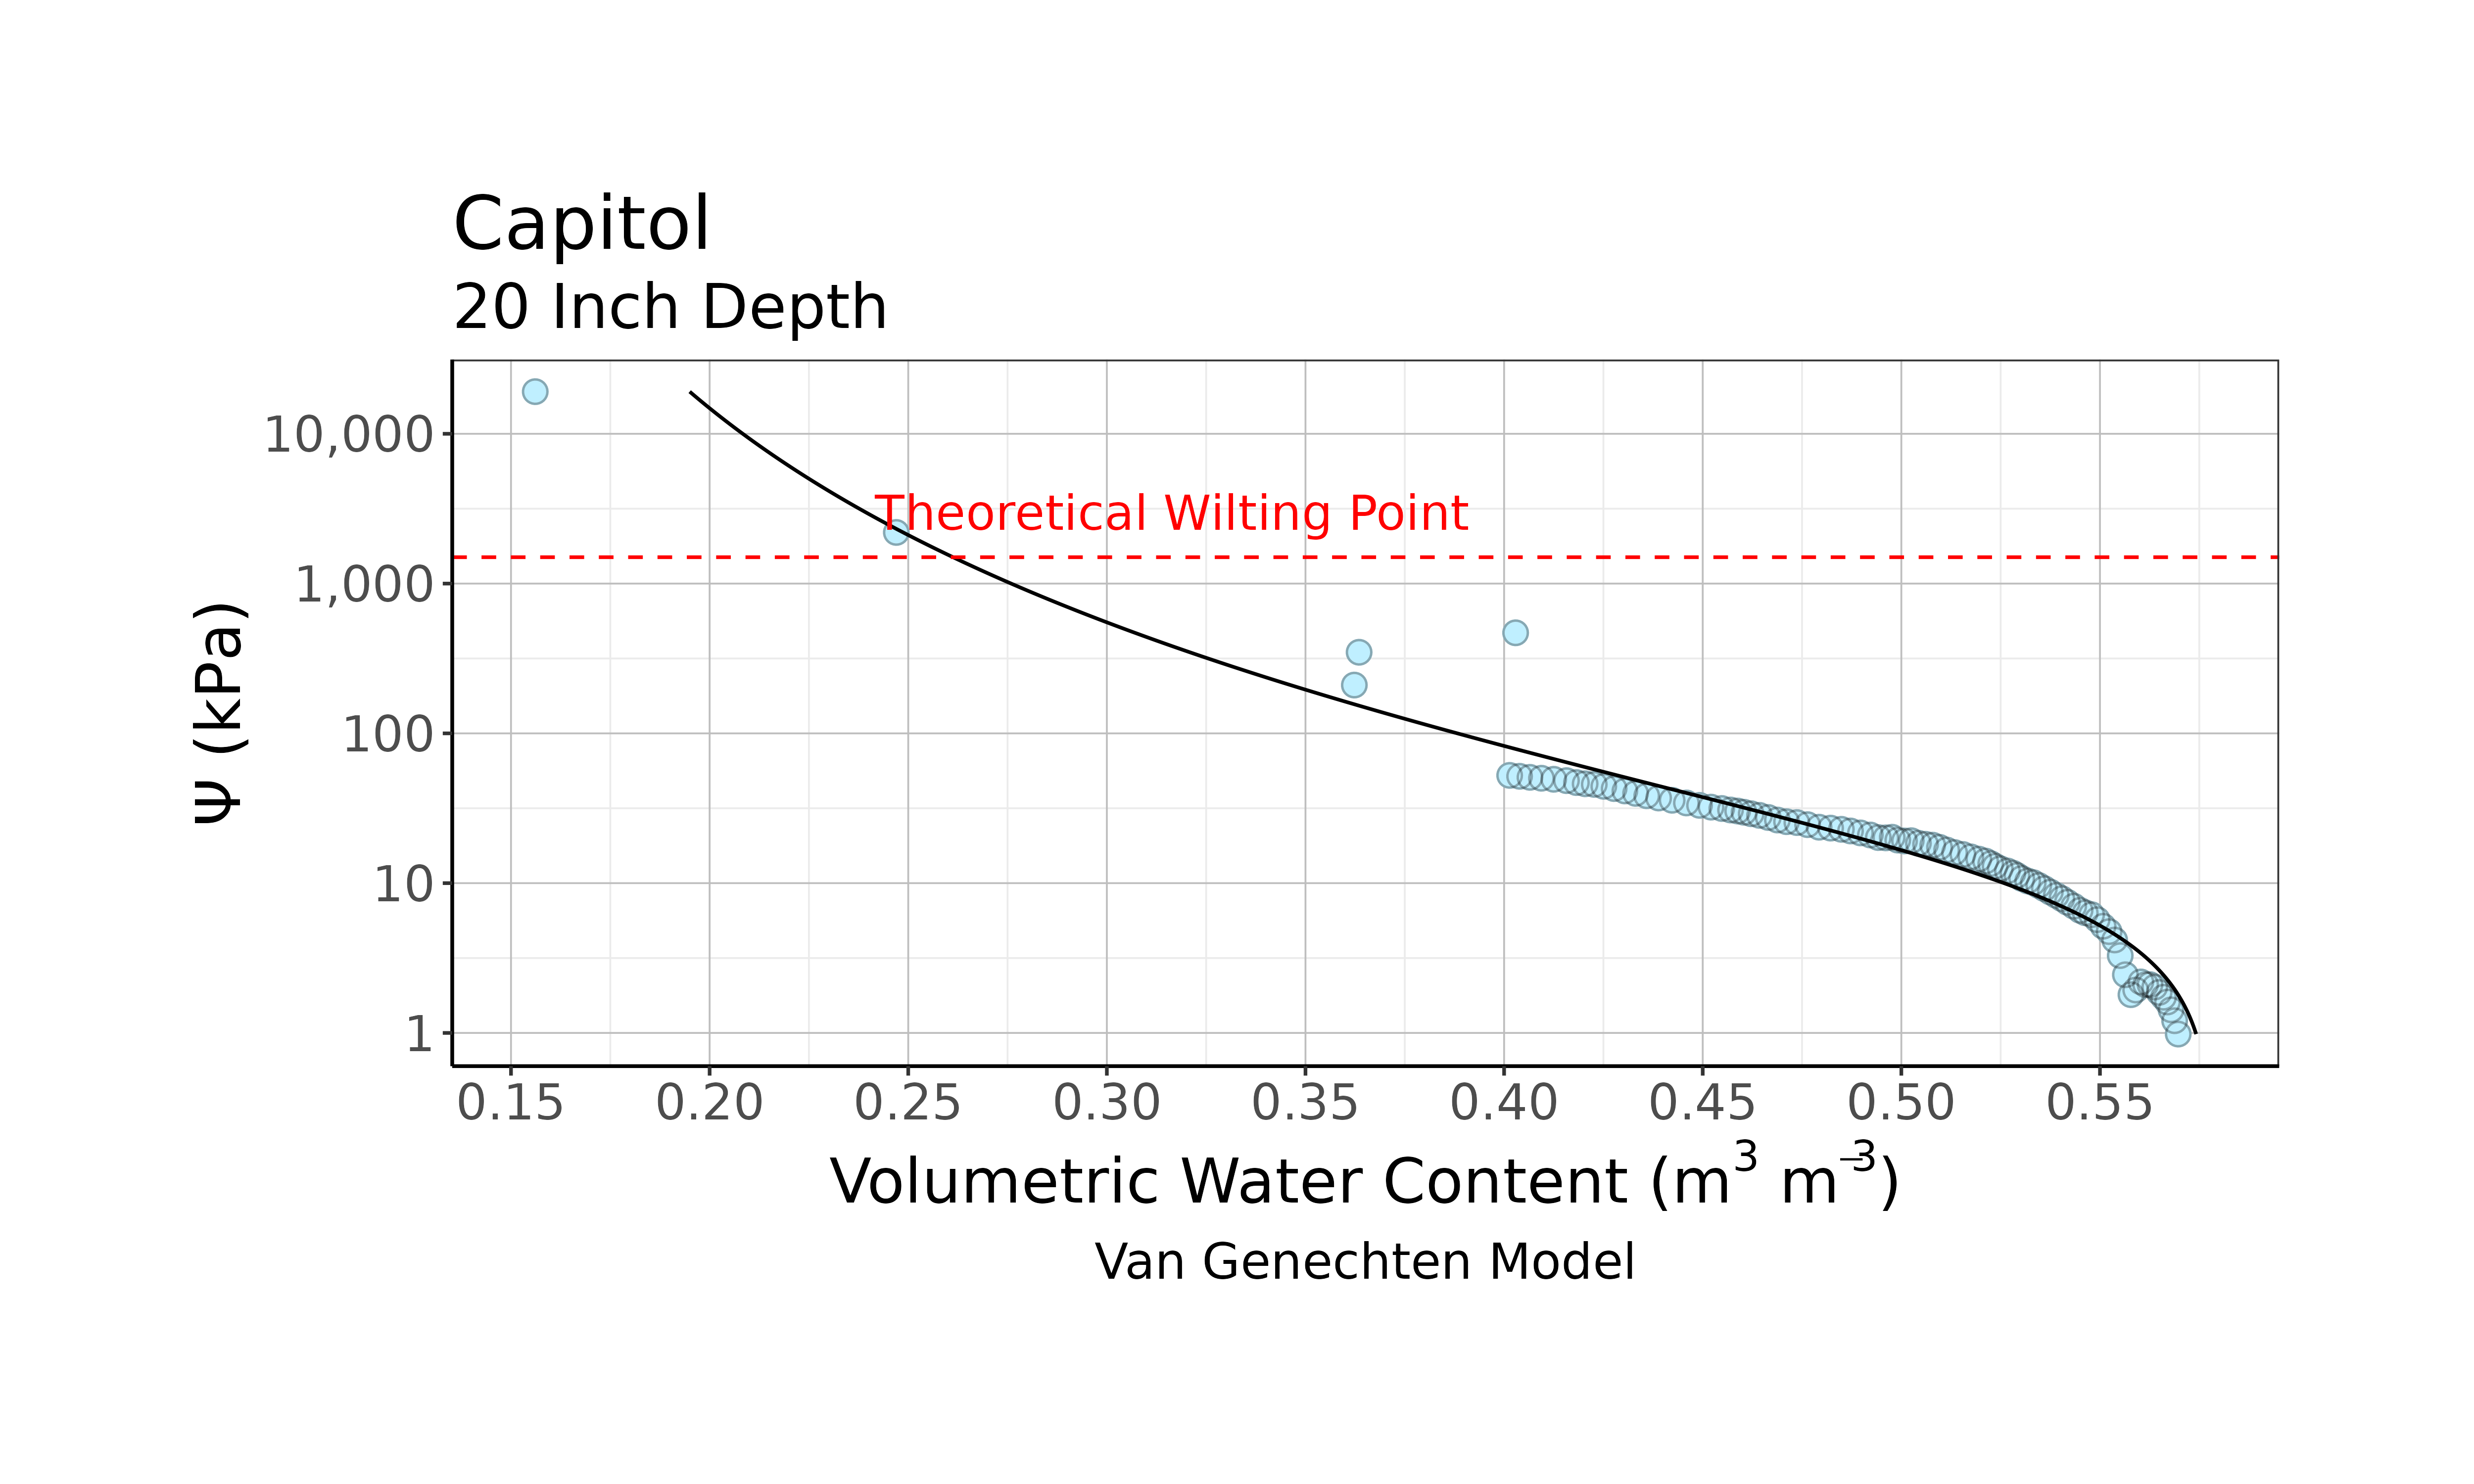 Capitol
20 Inch Depth
Ψ (kPa)
10,000
1,000
100
10
1
Theoretical Wilting Point
0.15 0.20 0.25 0.30 0.35 0.40 0.45 0.50 0.55
Volumetric Water Content (m³ m⁻³)
Van Genechten Model